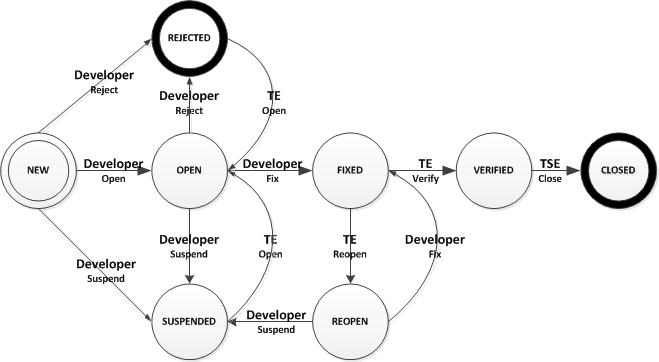 REJECTED
Developer
Reject
Developer
Reject
TE
Open
NEW
Developer
Open
OPEN
Developer
Fix
FIXED
TE
Verify
VERIFIED
TSE
Close
CLOSED
Developer
Suspend
Developer
Suspend
TE
Open
TE
Reopen
Developer
Fix
SUSPENDED
Developer
Suspend
REOPEN